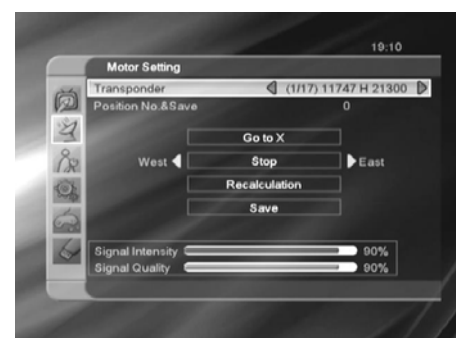 19:10
Motor Setting
Transponder (1/17) 11747 H 21300
Position No.&Save 0
Go to X
West Stop East
Recalculation
Save
Signal Intensity 90%
Signal Quality 90%